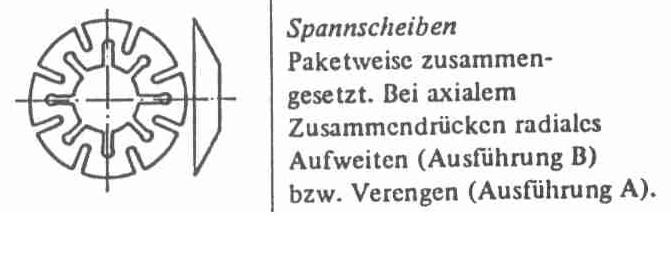 Spannscheiben
Paketweise zusammen-
gesetzt. Bei axialem
Zusammendrücken radiales
Aufweiten (Ausführung B)
bzw. Verengen (Ausführung A).